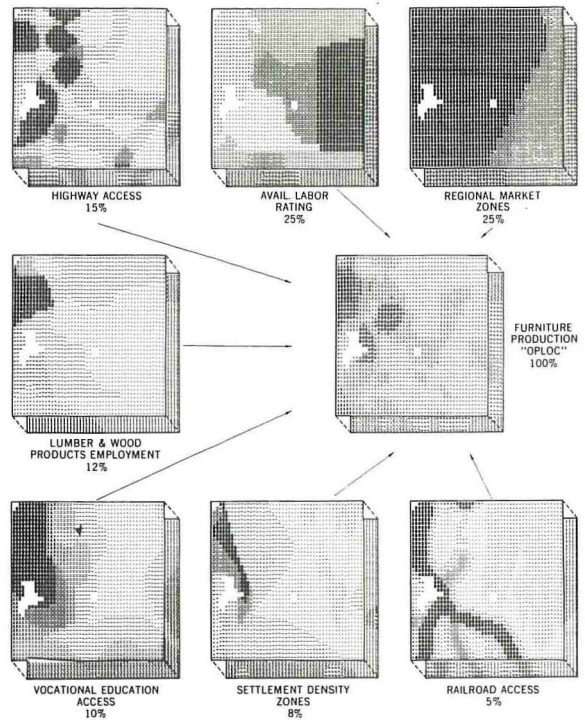 HIGHWAY ACCESS
15%
AVAIL. LABOR
RATING
25%
REGIONAL MARKET
ZONES
25%
FURNITURE
PRODUCTION
"OPLOC"
100%
LUMBER & WOOD
PRODUCTS EMPLOYMENT
12%
VOCATIONAL EDUCATION
ACCESS
10%
SETTLEMENT DENSITY
ZONES
8%
RAILROAD ACCESS
5%